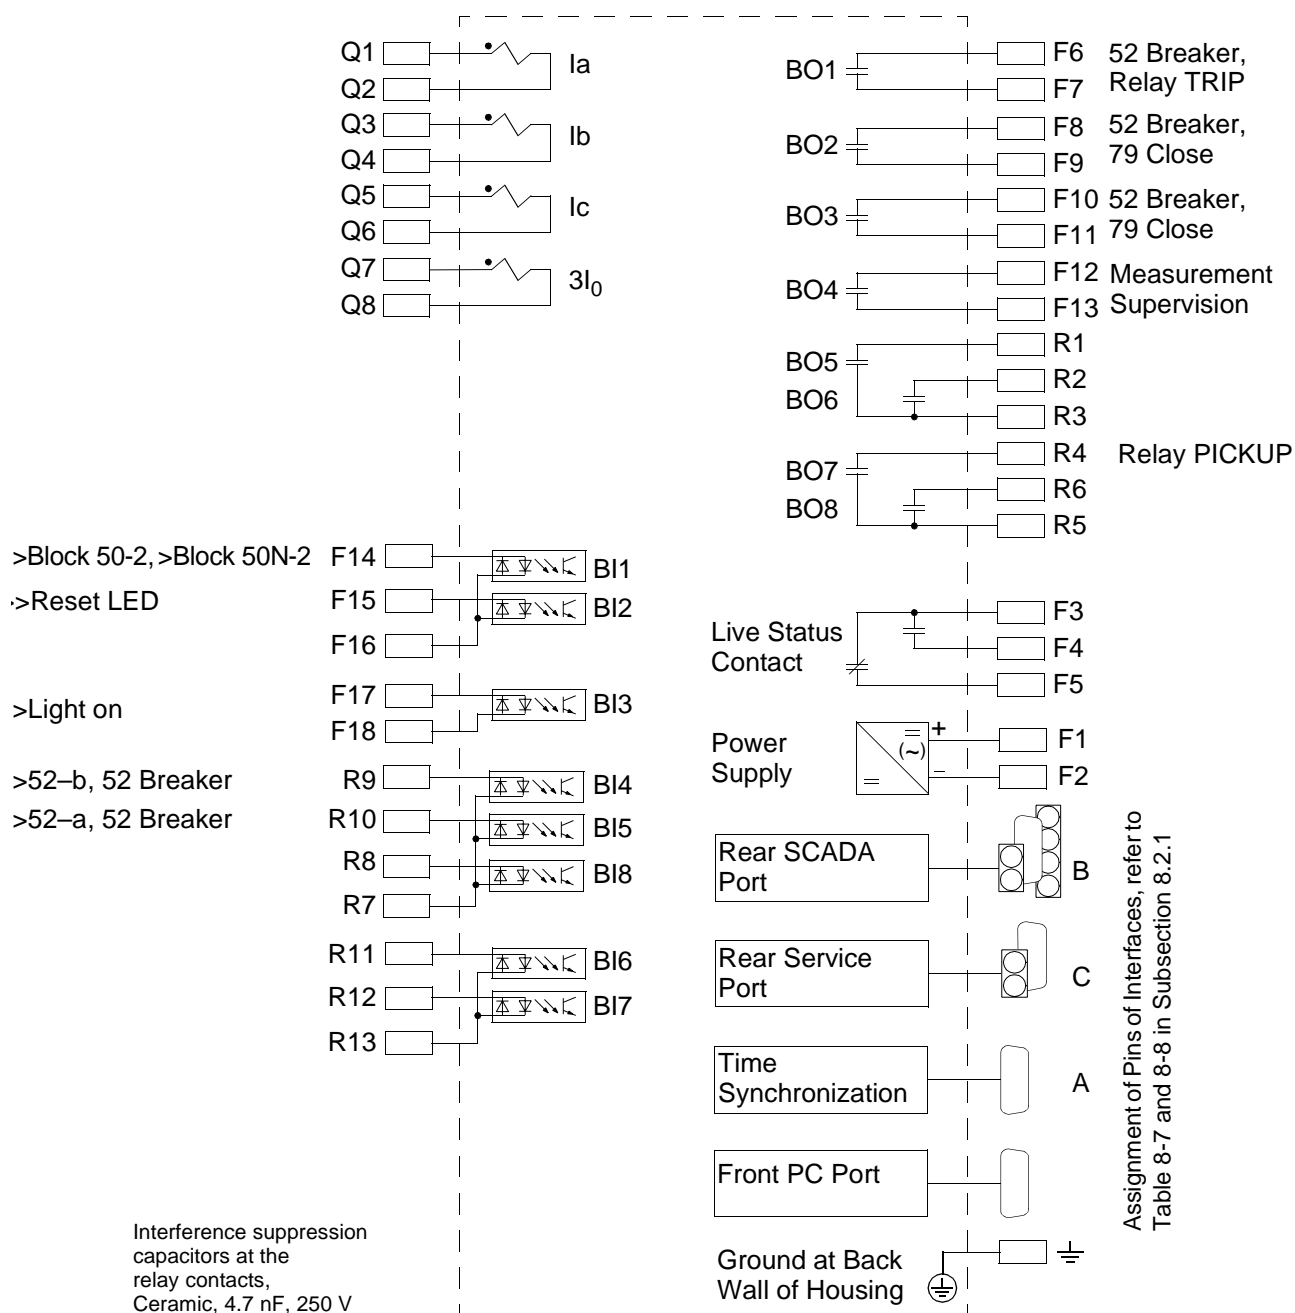 Q1
Q2
Ia
Q3
Q4
Ib
Q5
Q6
Ic
Q7
Q8
3I0
>Block 50-2, >Block 50N-2 F14
BI1
>Reset LED F15
BI2
F16
F17
>Light on
F18
BI3
>52–b, 52 Breaker R9
BI4
>52–a, 52 Breaker R10
BI5
R8
BI8
R7
R11
BI6
R12
BI7
R13
Interference suppression
capacitors at the
relay contacts,
Ceramic, 4.7 nF, 250 V
BO1
F6 52 Breaker,
F7 Relay TRIP
BO2
F8 52 Breaker,
F9 79 Close
BO3
F10 52 Breaker,
F11 79 Close
BO4
F12 Measurement
F13 Supervision
BO5
BO6
R1
R2
R3
BO7
BO8
R4 Relay PICKUP
R6
R5
Live Status
Contact
F3
F4
F5
Power
Supply
(~)
+
–
F1
F2
Rear SCADA
Port
B
Rear Service
Port
C
Time
Synchronization
A
Front PC Port
Ground at Back
Wall of Housing
Assignment of Pins of Interfaces, refer to
Table 8-7 and 8-8 in Subsection 8.2.1